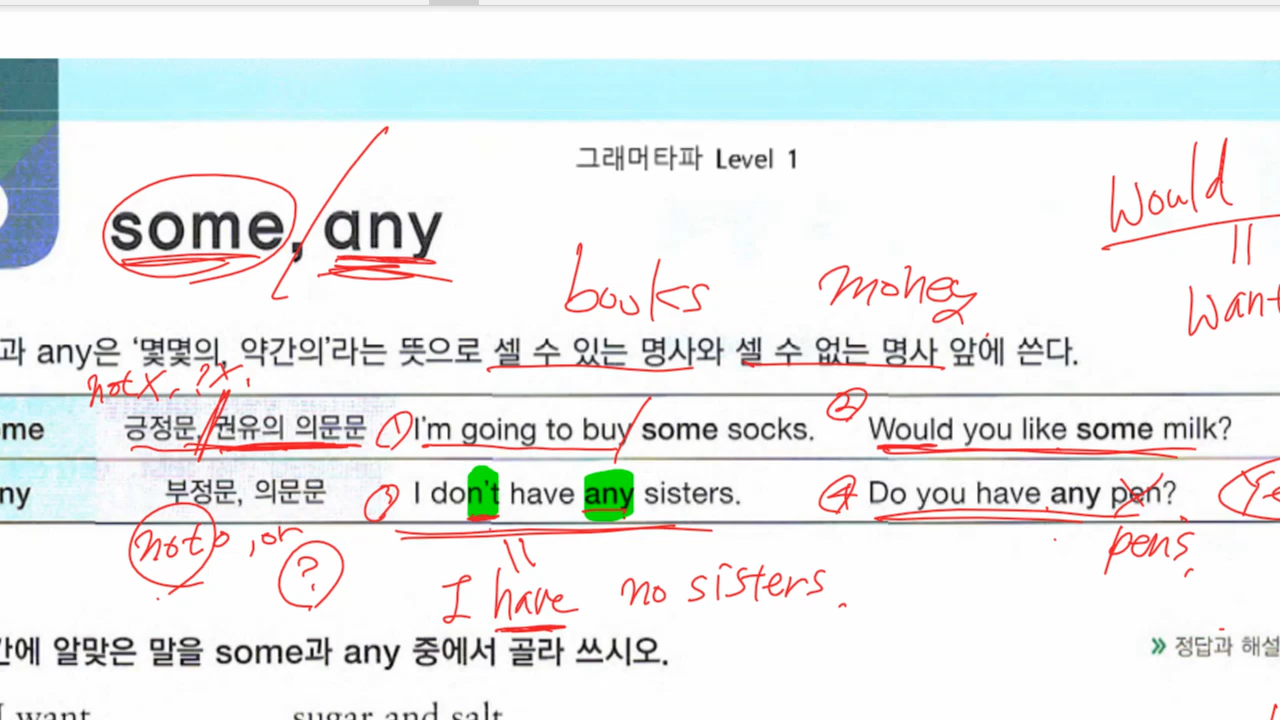 그래머타파 Level 1
Would
some, any
=
books money
want
과 any은 '몇몇의, 약간의'라는 뜻으로 셀 수 있는 명사와 셀 수 없는 명사 앞에 쓴다.
not X, ? X.
me 긍정문, 권유의 의문문 ① I'm going to buy some socks. ② Would you like some milk?
ny 부정문, 의문문 ③ I don't have any sisters. ④ Do you have any pen?
not o, or ?
pens
=
I have no sisters.
간에 알맞은 말을 some과 any 중에서 골라 쓰시오.
» 정답과 해설
I want sugar and salt